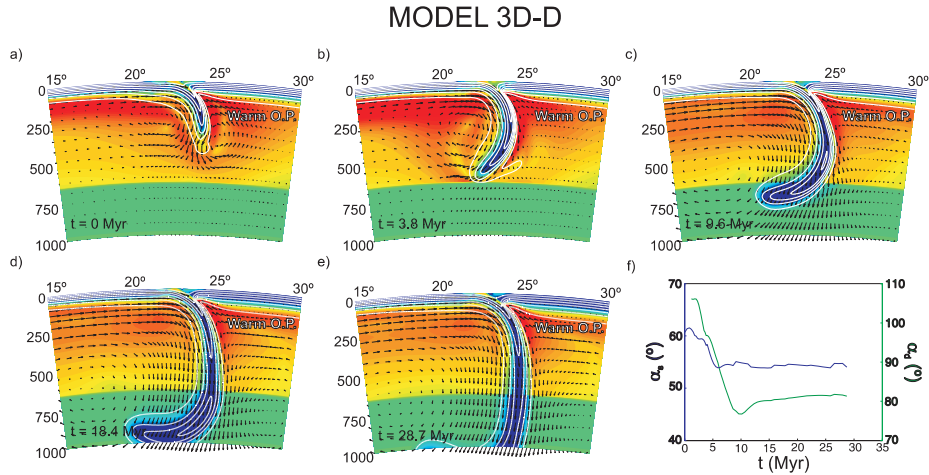 MODEL 3D-D
a)
15º 20º 25º 30º
0
250
500
750
1000
Warm O.P.
t = 0 Myr
b)
15º 20º 25º 30º
0
250
500
750
1000
Warm O.P.
t = 3.8 Myr
c)
15º 20º 25º 30º
0
250
500
750
1000
Warm O.P.
t = 9.6 Myr
d)
15º 20º 25º 30º
0
250
500
750
1000
Warm O.P.
t = 18.4 Myr
e)
15º 20º 25º 30º
0
250
500
750
1000
Warm O.P.
t = 28.7 Myr
f)
70
60
50
40
αs (º)
110
100
90
80
70
αd (º)
0 5 10 15 20 25 30 35
t (Myr)